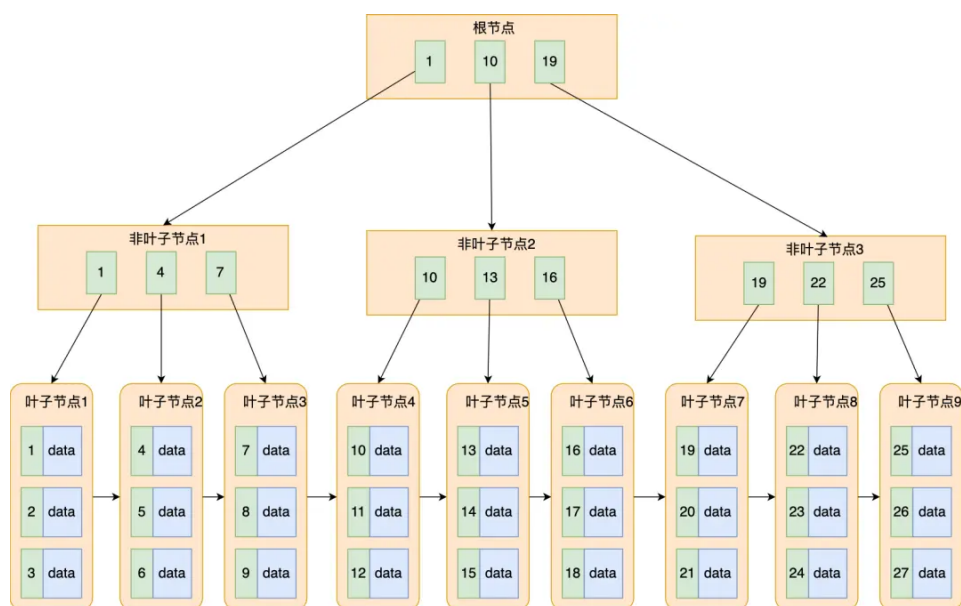 根节点
1 10 19
非叶子节点1
1 4 7
非叶子节点2
10 13 16
非叶子节点3
19 22 25
叶子节点1
1 data
2 data
3 data
叶子节点2
4 data
5 data
6 data
叶子节点3
7 data
8 data
9 data
叶子节点4
10 data
11 data
12 data
叶子节点5
13 data
14 data
15 data
叶子节点6
16 data
17 data
18 data
叶子节点7
19 data
20 data
21 data
叶子节点8
22 data
23 data
24 data
叶子节点9
25 data
26 data
27 data